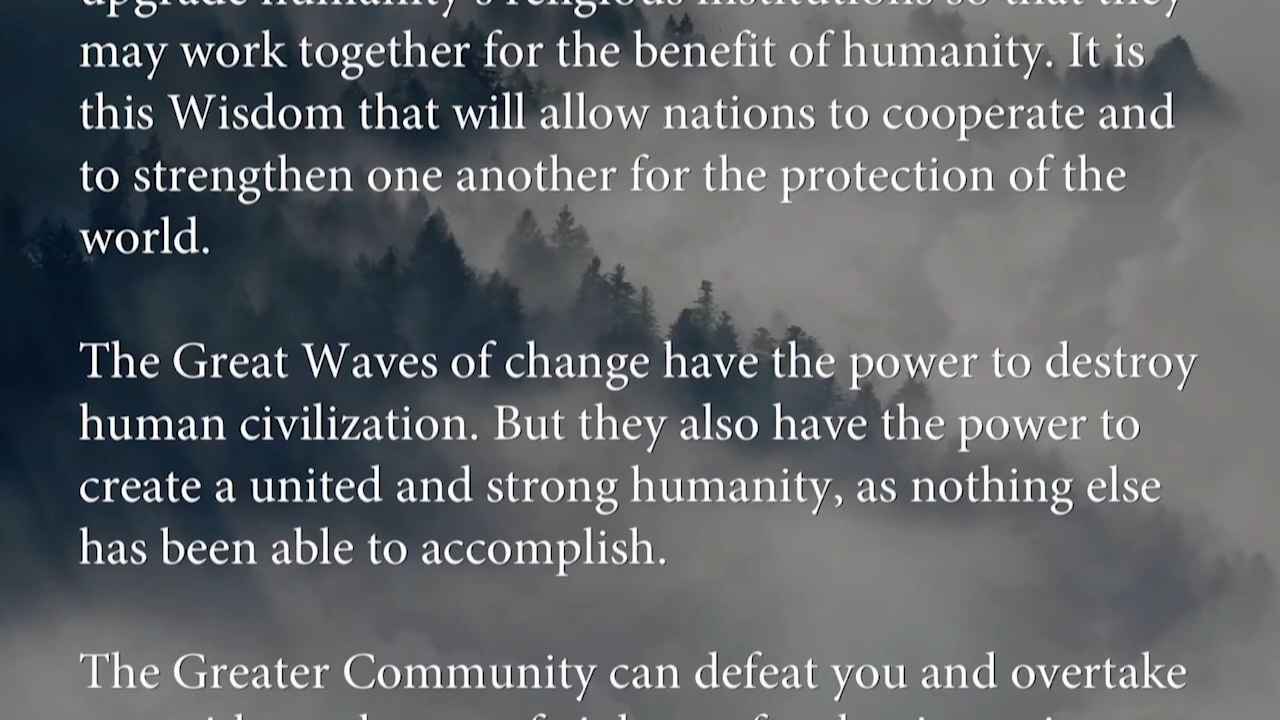 upgrade humanity's religious institutions so that they
may work together for the benefit of humanity. It is
this Wisdom that will allow nations to cooperate and
to strengthen one another for the protection of the
world.
The Great Waves of change have the power to destroy
human civilization. But they also have the power to
create a united and strong humanity, as nothing else
has been able to accomplish.
The Greater Community can defeat you and overtake